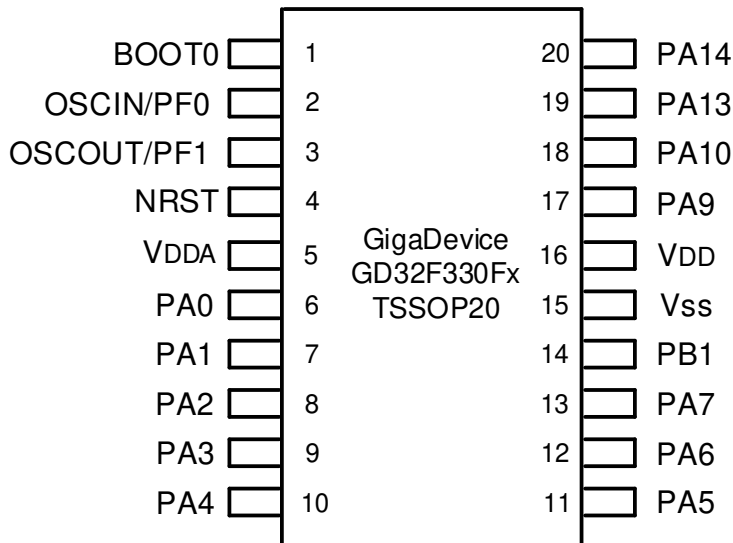 BOOT0 1 20 PA14
OSCIN/PF0 2 19 PA13
OSCOUT/PF1 3 18 PA10
NRST 4 17 PA9
VDDA 5 16 VDD
PA0 6 15 Vss
PA1 7 14 PB1
PA2 8 13 PA7
PA3 9 12 PA6
PA4 10 11 PA5
GigaDevice
GD32F330Fx
TSSOP20